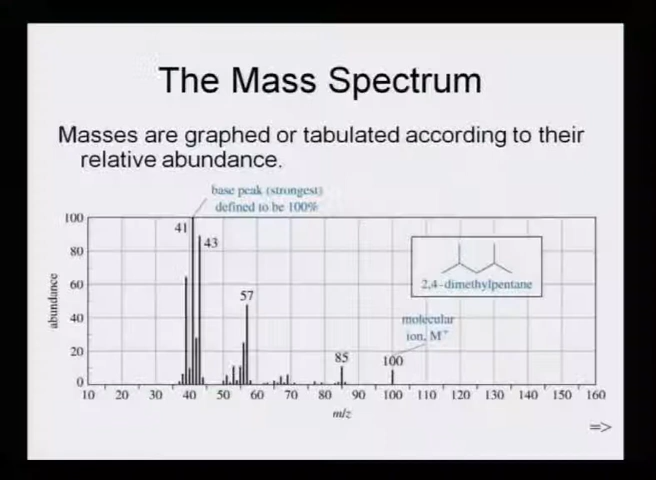 The Mass Spectrum
Masses are graphed or tabulated according to their
relative abundance.
base peak (strongest)
defined to be 100%
100
41
43
80
2,4-dimethylpentane
60
57
molecular
ion, M+
abundance
40
20
85
100
0
10 20 30 40 50 60 70 80 90 100 110 120 130 140 150 160
m/z
=>